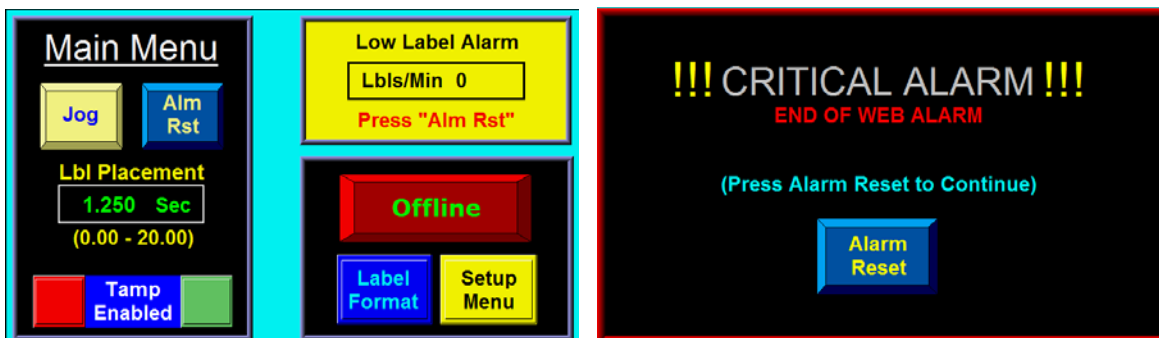 Main Menu
Jog
Alm
Rst
Lbl Placement
1.250 Sec
(0.00 - 20.00)
Tamp
Enabled
Low Label Alarm
Lbls/Min 0
Press "Alm Rst"
Offline
Label
Format
Setup
Menu
!!! CRITICAL ALARM !!!
END OF WEB ALARM
(Press Alarm Reset to Continue)
Alarm
Reset